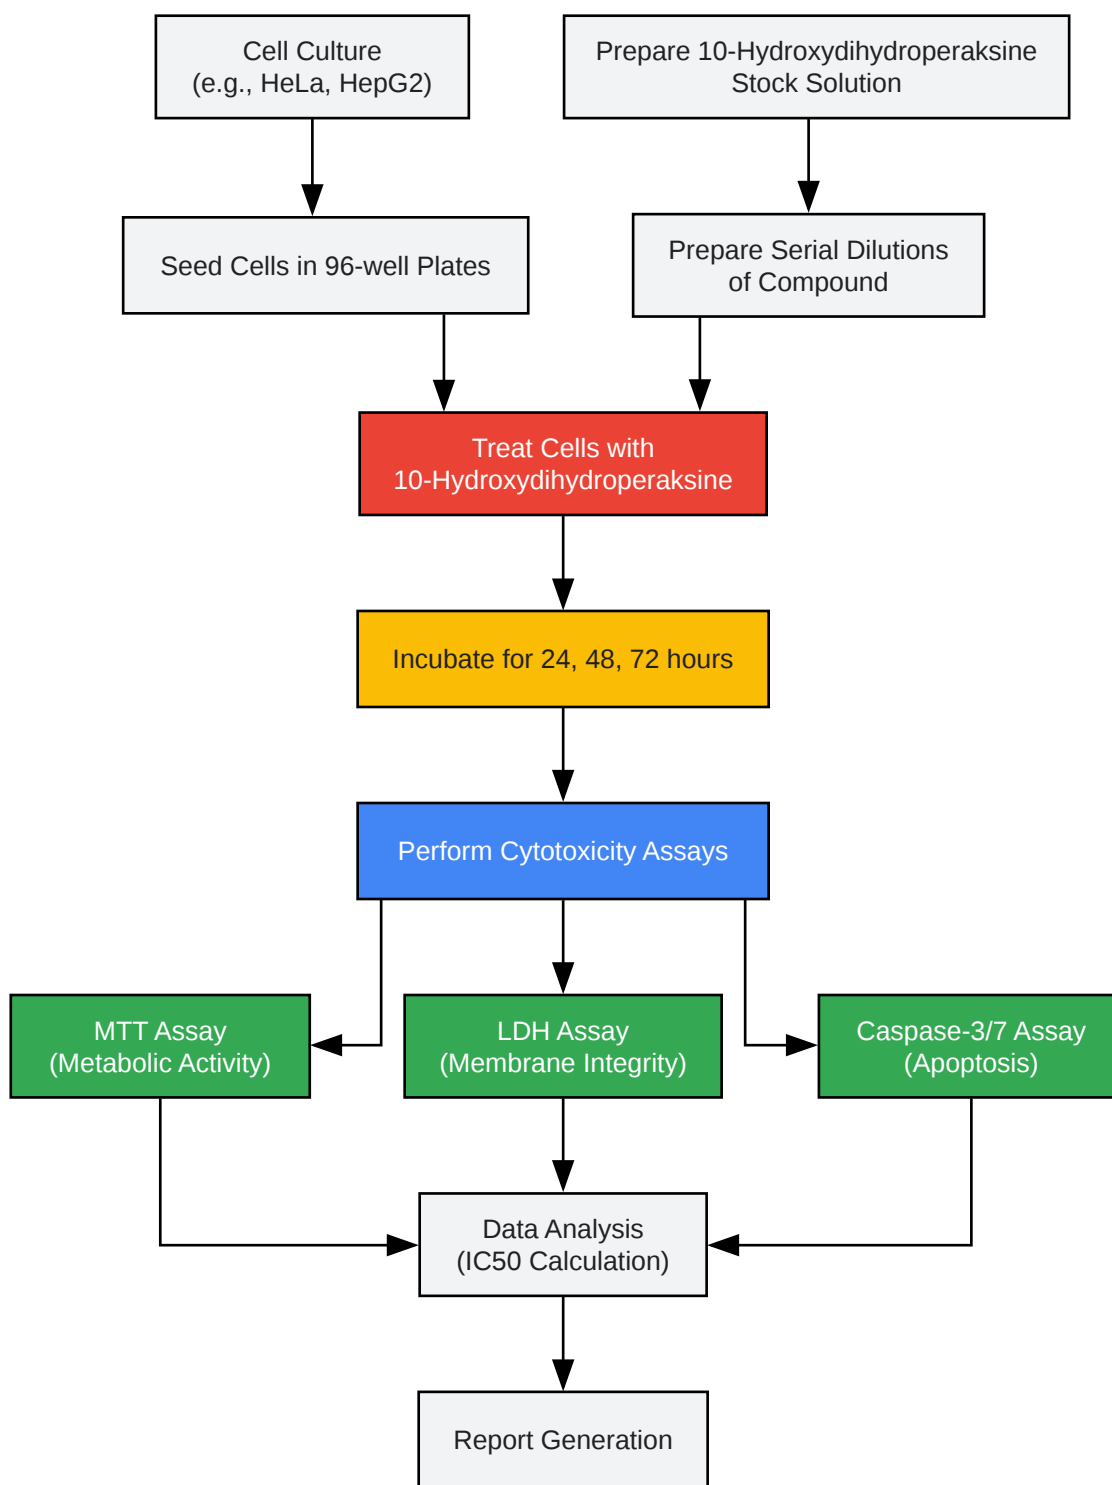 Cell Culture
(e.g., HeLa, HepG2)
Prepare 10-Hydroxydihydroperaksine
Stock Solution
Seed Cells in 96-well Plates
Prepare Serial Dilutions
of Compound
Treat Cells with
10-Hydroxydihydroperaksine
Incubate for 24, 48, 72 hours
Perform Cytotoxicity Assays
MTT Assay
(Metabolic Activity)
LDH Assay
(Membrane Integrity)
Caspase-3/7 Assay
(Apoptosis)
Data Analysis
(IC50 Calculation)
Report Generation